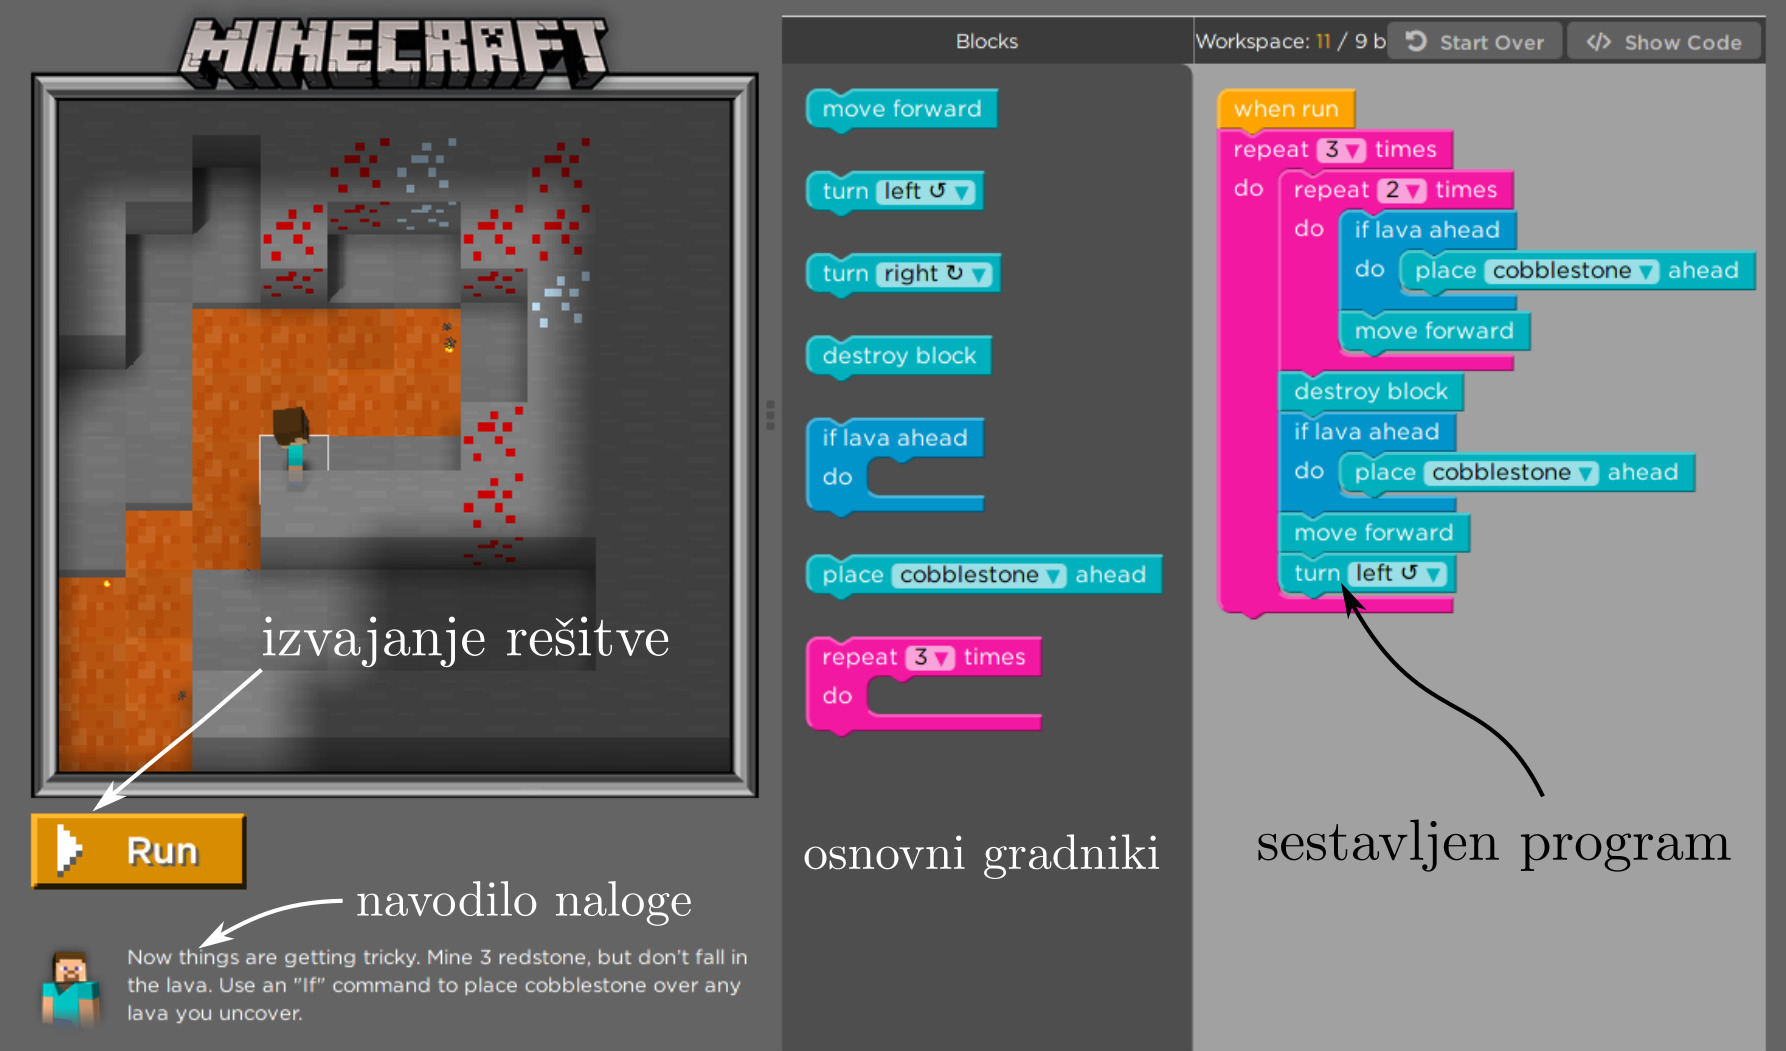 MINECRAFT
izvajanje rešitve
Run
navodilo naloge
Now things are getting tricky. Mine 3 redstone, but don't fall in
the lava. Use an "If" command to place cobblestone over any
lava you uncover.
Blocks
move forward
turn left ↺ ▼
turn right ↻ ▼
destroy block
if lava ahead
do
place cobblestone ▼ ahead
repeat 3 ▼ times
do
osnovni gradniki
Workspace: 11 / 9 b
Start Over
</> Show Code
when run
repeat 3 ▼ times
do repeat 2 ▼ times
do if lava ahead
do place cobblestone ▼ ahead
move forward
destroy block
if lava ahead
do place cobblestone ▼ ahead
move forward
turn left ↺ ▼
sestavljen program